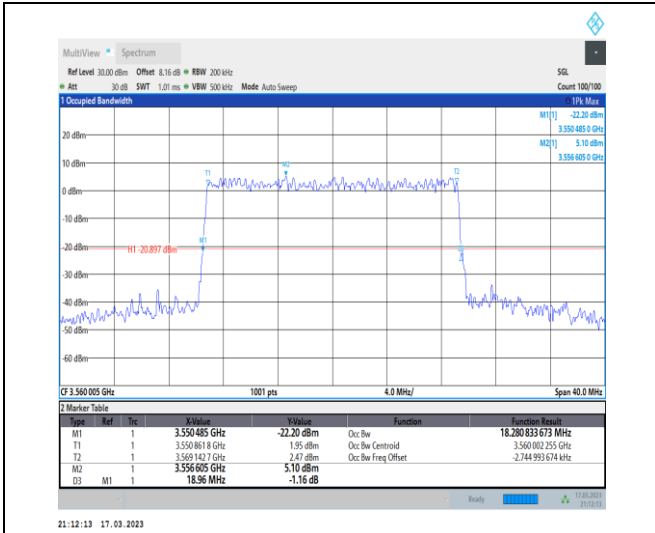 MultiView Spectrum
Ref Level 30.00 dBm Offset 8.16 dB RBW 200 kHz SGL
Att 30 dB SWT 1.01 ms VBW 500 kHz Mode Auto Sweep Count 100/100
1 Occupied Bandwidth 1Pk Max
M1[1] -22.20 dBm
3.550 485 0 GHz
20 dBm M2[1] 5.10 dBm
3.556 605 0 GHz
10 dBm T1 M2 T2
0 dBm
-10 dBm
-20 dBm H1 -20.897 dBm M1
-30 dBm
-40 dBm
-50 dBm
-60 dBm
CF 3.560 005 GHz 1001 pts 4.0 MHz/ Span 40.0 MHz
2 Marker Table
Type Ref Trc X-Value Y-Value Function Function Result
M1 1 3.550 485 GHz -22.20 dBm Occ Bw 18.280 833 673 MHz
T1 1 3.550 861 8 GHz 1.95 dBm Occ Bw Centroid 3.560 002 255 GHz
T2 1 3.569 142 7 GHz 2.47 dBm Occ Bw Freq Offset -2.744 993 674 kHz
M2 1 3.556 605 GHz 5.10 dBm
D3 M1 1 18.96 MHz -1.16 dB
Ready 17.03.2023
21:12:13
21:12:13 17.03.2023